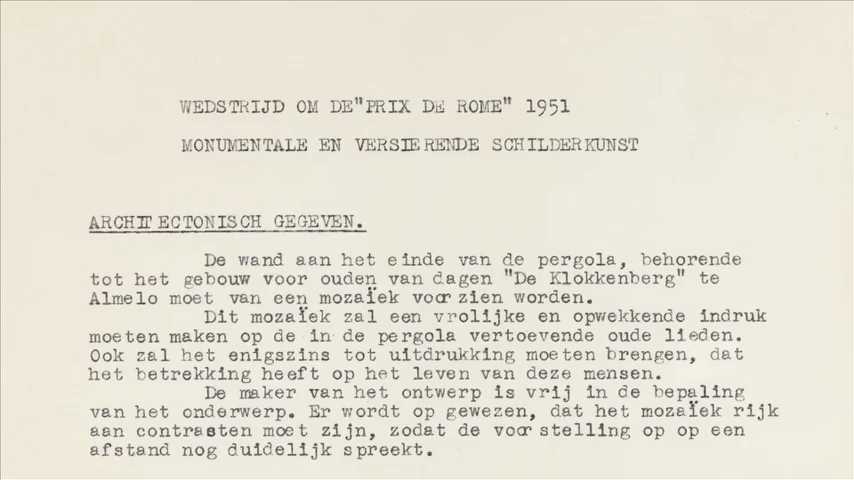 WEDSTRIJD OM DE"PRIX DE ROME" 1951
MONUMENTALE EN VERSIERENDE SCHILDERKUNST
ARCHITECTONISCH GEGEVEN.
De wand aan het einde van de pergola, behorende
tot het gebouw voor ouden van dagen "De Klokkenberg" te
Almelo moet van een mozaïek voorzien worden.
Dit mozaïek zal een vrolijke en opwekkende indruk
moeten maken op de in de pergola vertoevende oude lieden.
Ook zal het enigszins tot uitdrukking moeten brengen, dat
het betrekking heeft op het leven van deze mensen.
De maker van het ontwerp is vrij in de bepaling
van het onderwerp. Er wordt op gewezen, dat het mozaïek rijk
aan contrasten moet zijn, zodat de voorstelling op op een
afstand nog duidelijk spreekt.